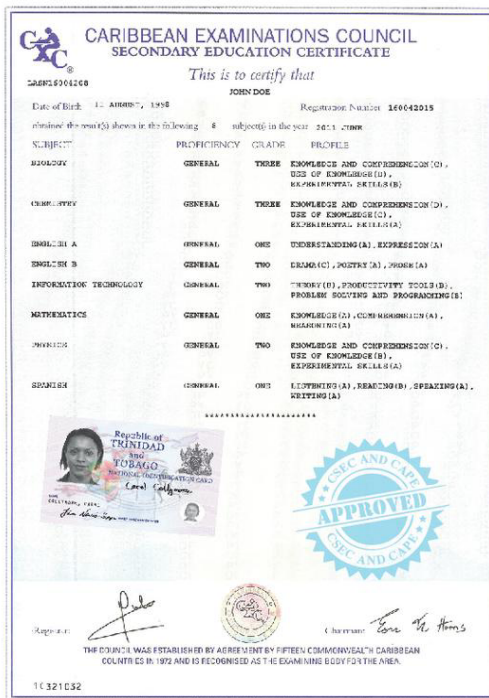 CXC
®
CARIBBEAN EXAMINATIONS COUNCIL
SECONDARY EDUCATION CERTIFICATE
This is to certify that
JOHN DOE
Date of Birth 11 AUGUST, 1998 Registration Number 160042015
obtained the result(s) shown in the following 8 subject(s) in the year JUNE
SUBJECT PROFICIENCY GRADE PROFILE
BIOLOGY GENERAL THREE KNOWLEDGE AND COMPREHENSION(C),
USE OF KNOWLEDGE
EXPERIMENTAL SKILLS(B)
CHEMISTRY GENERAL THREE KNOWLEDGE AND COMPREHENSION(D),
USE OF KNOWLEDGE(C),
EXPERIMENTAL SKILLS(A)
ENGLISH A GENERAL ONE UNDERSTANDING(A), EXPRESSION(A)
ENGLISH B GENERAL TWO DRAMA(C), POETRY(A), PROSE(A)
INFORMATION TECHNOLOGY GENERAL TWO THEORY PRODUCTIVITY TOOLS
PROBLEM SOLVING AND PROGRAMMING(B)
MATHEMATICS GENERAL ONE KNOWLEDGE(A), COMPREHENSION(A),
REASONING(A)
PHYSICS GENERAL TWO KNOWLEDGE AND COMPREHENSION(C),
USE OF KNOWLEDGE(B),
EXPERIMENTAL SKILLS(A)
SPANISH GENERAL ONE LISTENING(A), READING(B), SPEAKING(A),
WRITING(A)
Republic of
TRINIDAD
and
TOBAGO
NATIONAL IDENTIFICATION CARD
NAME
CSEC AND CAPE
APPROVED
CSEC AND CAPE
Registrar: Chairman:
THE COUNCIL WAS ESTABLISHED BY AGREEMENT BY FIFTEEN COMMONWEALTH CARIBBEAN
COUNTRIES IN 1972 AND IS RECOGNISED AS THE EXAMINING BODY FOR THE AREA.
321032